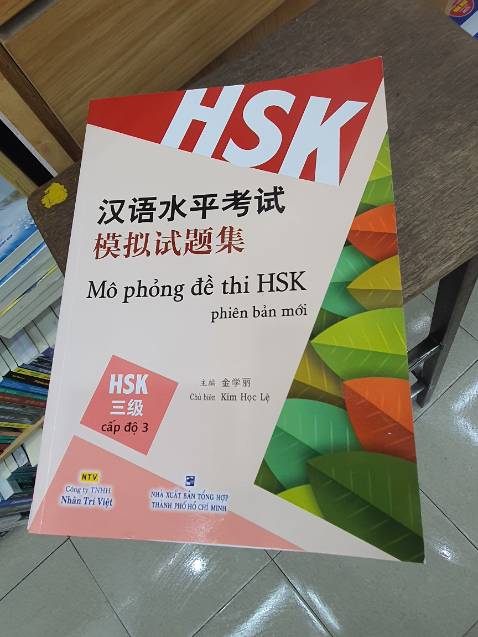 HSK
汉语水平考试
模拟试题集
Mô phỏng đề thi HSK
phiên bản mới
HSK
三级
cấp độ 3
主编 金学丽
Chủ biên Kim Học Lệ
NTV
Công ty TNHH
Nhân Trí Việt
NHÀ XUẤT BẢN TỔNG HỢP
THÀNH PHỐ HỒ CHÍ MINH